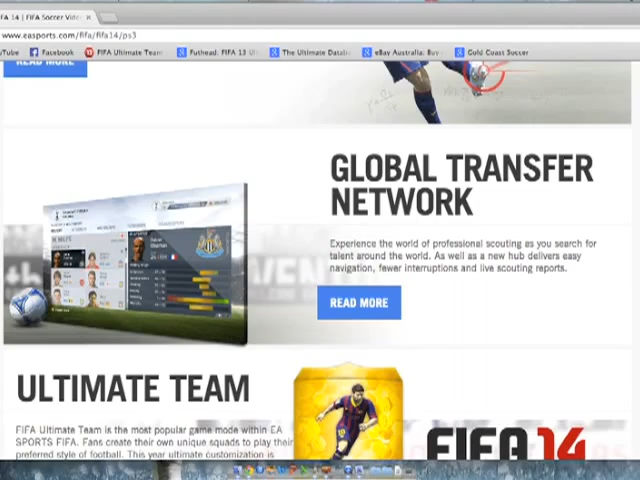 FA 14 | FIFA Soccer Vide
www.easports.com/fifa/fifa14/ps3
uTube Facebook FIFA Ultimate Team Futhead. FIFA 13 Ul The Ultimate Datab eBay Australia: Buy Gold Coast Soccer
READ MORE
GLOBAL TRANSFER
NETWORK
Experience the world of professional scouting as you search for
talent around the world. As well as a new hub delivers easy
navigation, fewer interruptions and live scouting reports.
READ MORE
ULTIMATE TEAM
FIFA Ultimate Team is the most popular game mode within EA
SPORTS FIFA. Fans create their own unique squads to play their
preferred style of football. This year ultimate customization is
FIFA 14